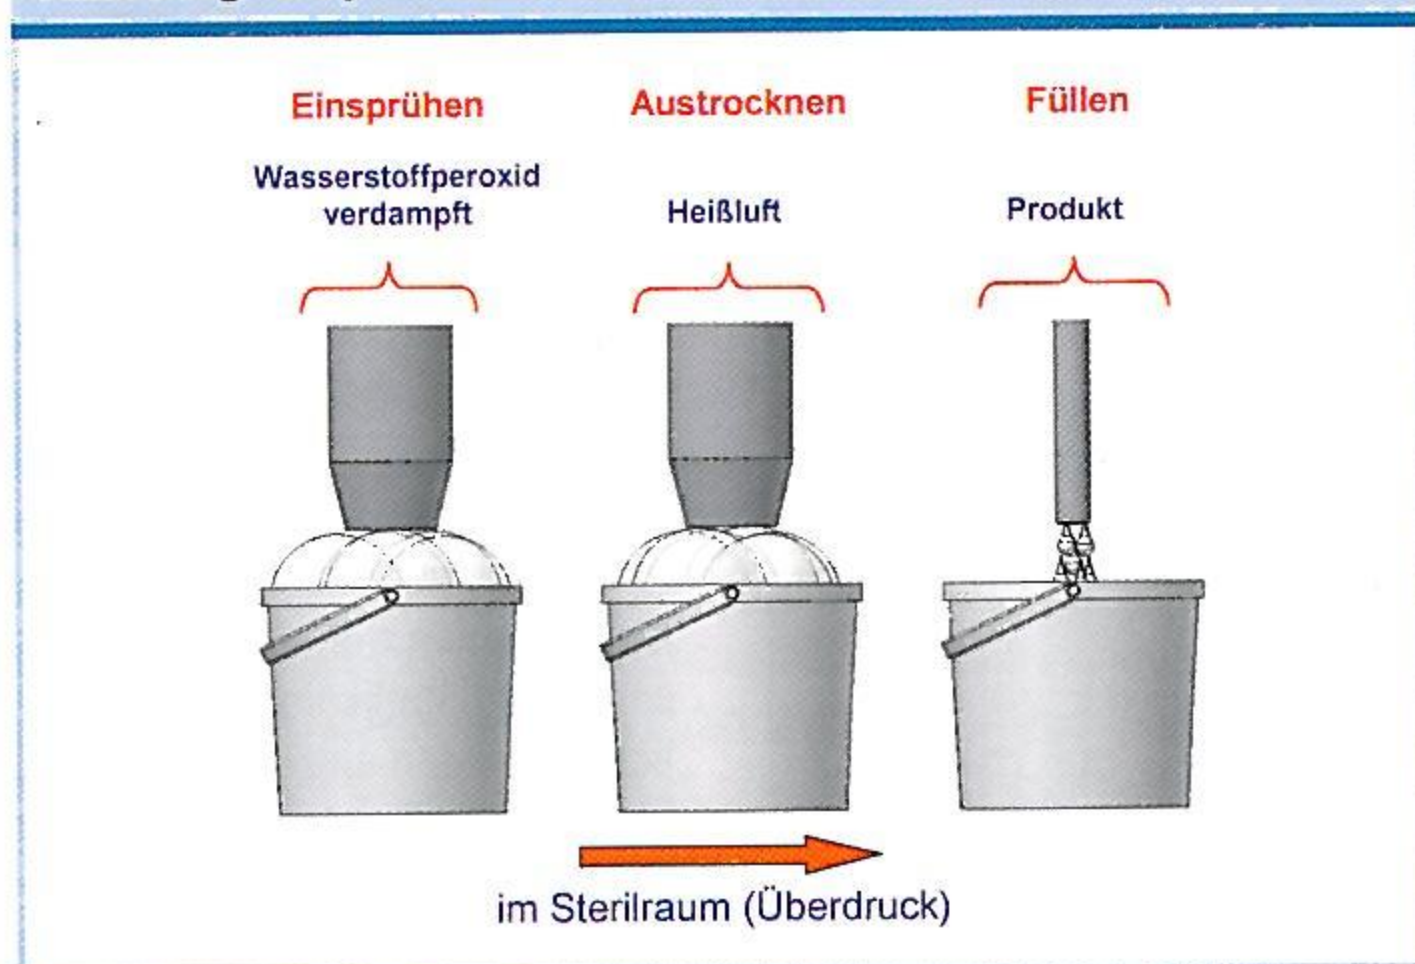 Einsprühen
Austrocknen
Füllen
Wasserstoffperoxid
verdampft
Heißluft
Produkt
im Sterilraum (Überdruck)